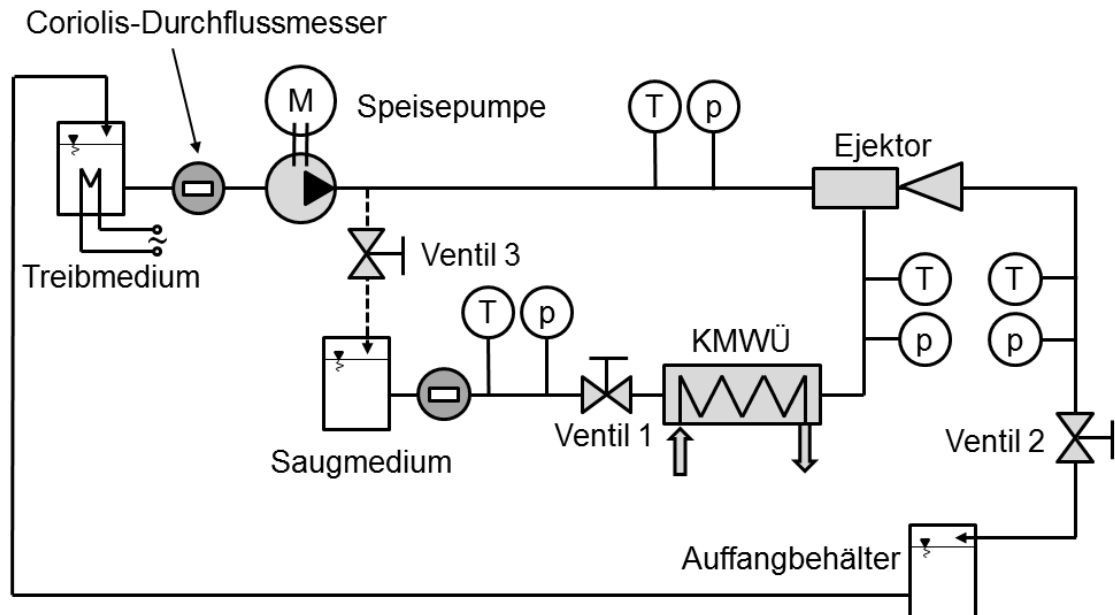 Coriolis-Durchflussmesser
M
Speisepumpe
T
p
Ejektor
Treibmedium
Ventil 3
T
p
T
T
p
p
KMWÜ
Ventil 1
Saugmedium
Ventil 2
Auffangbehälter